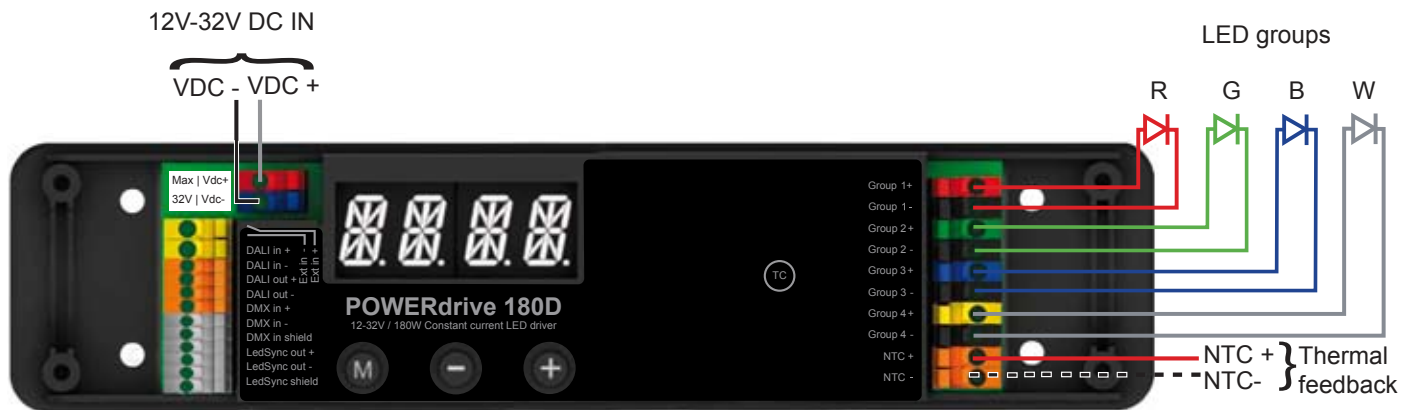 12V-32V DC IN
VDC - VDC +
LED groups
R G B W
Max | Vdc+
32V | Vdc-
Ext in -
Ext in +
DALI in +
DALI in -
DALI out +
DALI out -
DMX in +
DMX in -
DMX in shield
LedSync out +
LedSync out -
LedSync shield
POWERdrive 180D
12-32V / 180W Constant current LED driver
M - +
TC
Group 1+
Group 1 -
Group 2+
Group 2 -
Group 3+
Group 3 -
Group 4+
Group 4 -
NTC +
NTC -
NTC +
NTC-
Thermal
feedback